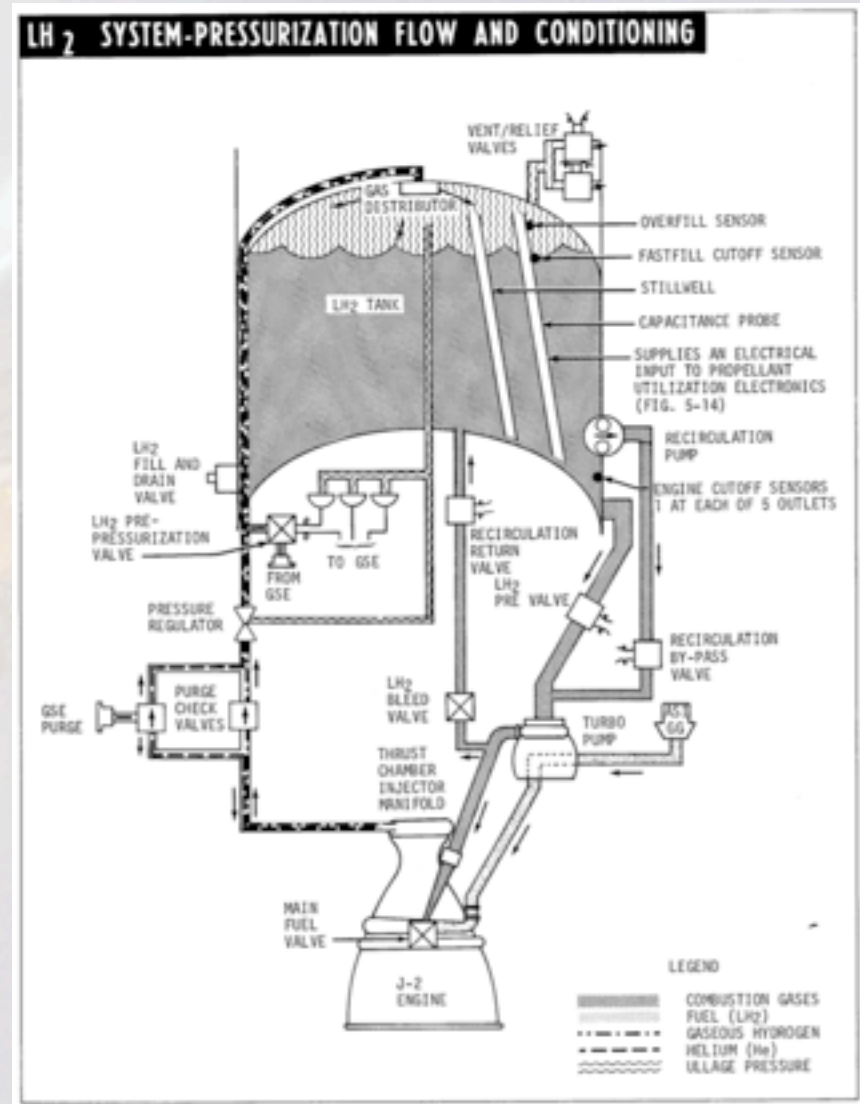 LH2 SYSTEM-PRESSURIZATION FLOW AND CONDITIONING
VENT/RELIEF
VALVES
GAS
DISTRIBUTOR
OVERFILL SENSOR
FASTFILL CUTOFF SENSOR
STILLWELL
CAPACITANCE PROBE
SUPPLIES AN ELECTRICAL
INPUT TO PROPELLANT
UTILIZATION ELECTRONICS
(FIG. 5-14)
LH2 TANK
RECIRCULATION
PUMP
ENGINE CUTOFF SENSORS
1 AT EACH OF 5 OUTLETS
LH2
FILL AND
DRAIN
VALVE
LH2 PRE-
PRESSURIZATION
VALVE
FROM
GSE
TO GSE
RECIRCULATION
RETURN
VALVE
LH2
PRE VALVE
PRESSURE
REGULATOR
RECIRCULATION
BY-PASS
VALVE
GSE
PURGE
PURGE
CHECK
VALVES
LH2
BLEED
VALVE
TURBO
PUMP
GG
THRUST
CHAMBER
INJECTOR
MANIFOLD
MAIN
FUEL
VALVE
J-2
ENGINE
LEGEND
COMBUSTION GASES
FUEL (LH2)
GASEOUS HYDROGEN
HELIUM (He)
ULLAGE PRESSURE